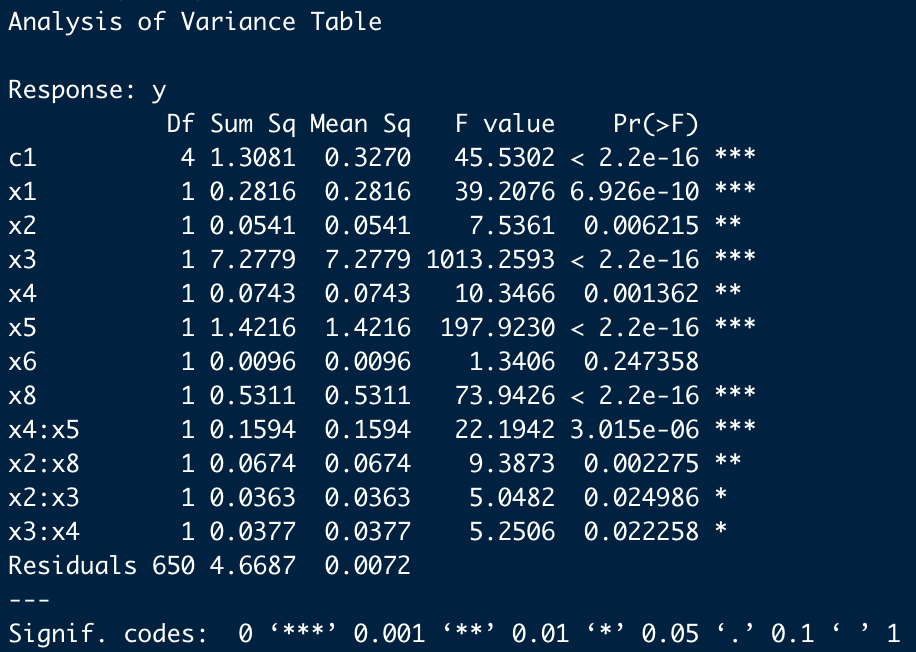 Analysis of Variance Table

Response: y
           Df Sum Sq Mean Sq   F value    Pr(>F)
c1          4 1.3081  0.3270   45.5302 < 2.2e-16 ***
x1          1 0.2816  0.2816   39.2076 6.926e-10 ***
x2          1 0.0541  0.0541    7.5361  0.006215 **
x3          1 7.2779  7.2779 1013.2593 < 2.2e-16 ***
x4          1 0.0743  0.0743   10.3466  0.001362 **
x5          1 1.4216  1.4216  197.9230 < 2.2e-16 ***
x6          1 0.0096  0.0096    1.3406  0.247358
x8          1 0.5311  0.5311   73.9426 < 2.2e-16 ***
x4:x5       1 0.1594  0.1594   22.1942 3.015e-06 ***
x2:x8       1 0.0674  0.0674    9.3873  0.002275 **
x2:x3       1 0.0363  0.0363    5.0482  0.024986 *
x3:x4       1 0.0377  0.0377    5.2506  0.022258 *
Residuals 650 4.6687  0.0072
---
Signif. codes:  0 ‘***’ 0.001 ‘**’ 0.01 ‘*’ 0.05 ‘.’ 0.1 ‘ ’ 1